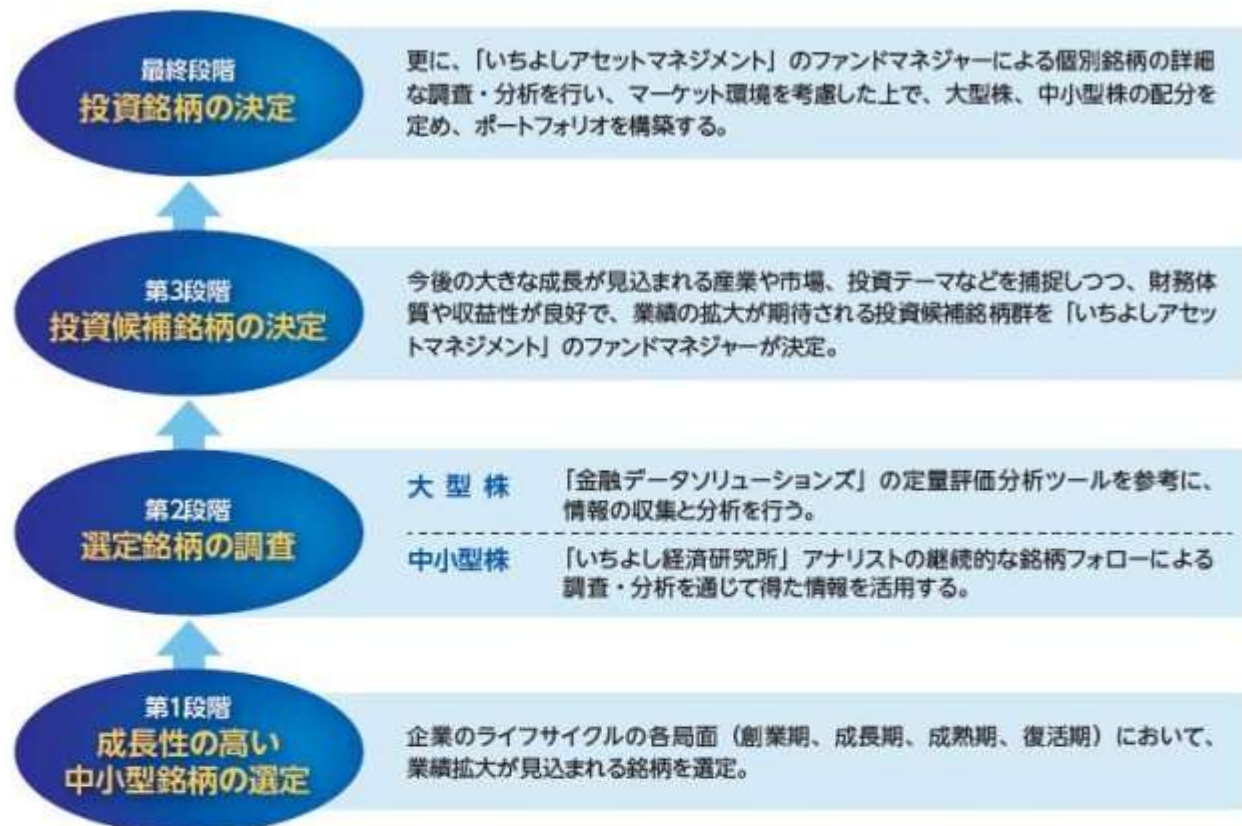 最終段階
投資銘柄の決定
更に、「いちよしアセットマネジメント」のファンドマネジャーによる個別銘柄の詳細
な調査・分析を行い、マーケット環境を考慮した上で、大型株、中小型株の配分を
定め、ポートフォリオを構築する。
第3段階
投資候補銘柄の決定
今後の大きな成長が見込まれる産業や市場、投資テーマなどを捕捉しつつ、財務体
質や収益性が良好で、業績の拡大が期待される投資候補銘柄群を「いちよしアセッ
トマネジメント」のファンドマネジャーが決定。
第2段階
選定銘柄の調査
大型株 「金融データソリューションズ」の定量評価分析ツールを参考に、
情報の収集と分析を行う。
中小型株 「いちよし経済研究所」アナリストの継続的な銘柄フォローによる
調査・分析を通じて得た情報を活用する。
第1段階
成長性の高い
中小型銘柄の選定
企業のライフサイクルの各局面（創業期、成長期、成熟期、復活期）において、
業績拡大が見込まれる銘柄を選定。